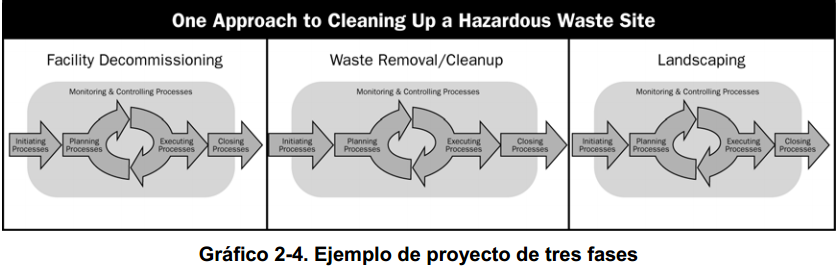 One Approach to Cleaning Up a Hazardous Waste Site
Facility Decommissioning
Monitoring & Controlling Processes
Initiating
Processes
Planning
Processes
Executing
Processes
Closing
Processes
Waste Removal/Cleanup
Monitoring & Controlling Processes
Initiating
Processes
Planning
Processes
Executing
Processes
Closing
Processes
Landscaping
Monitoring & Controlling Processes
Initiating
Processes
Planning
Processes
Executing
Processes
Closing
Processes
Gráfico 2-4. Ejemplo de proyecto de tres fases